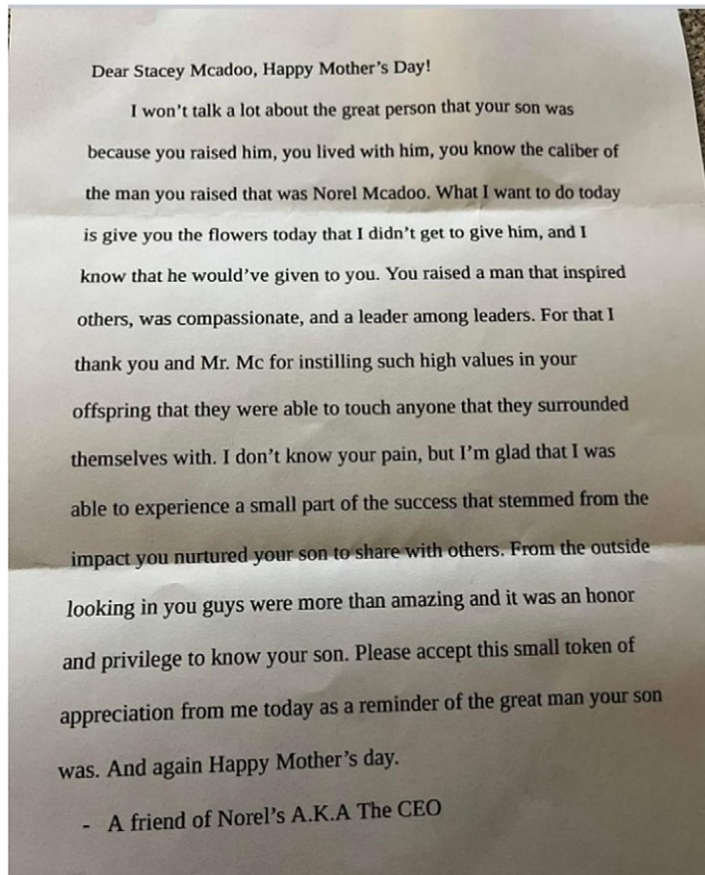 Dear Stacey Mcadoo, Happy Mother's Day!
I won't talk a lot about the great person that your son was
because you raised him, you lived with him, you know the caliber of
the man you raised that was Norel Mcadoo. What I want to do today
is give you the flowers today that I didn't get to give him, and I
know that he would've given to you. You raised a man that inspired
others, was compassionate, and a leader among leaders. For that I
thank you and Mr. Mc for instilling such high values in your
offspring that they were able to touch anyone that they surrounded
themselves with. I don't know your pain, but I'm glad that I was
able to experience a small part of the success that stemmed from the
impact you nurtured your son to share with others. From the outside
looking in you guys were more than amazing and it was an honor
and privilege to know your son. Please accept this small token of
appreciation from me today as a reminder of the great man your son
was. And again Happy Mother's day.
- A friend of Norel's A.K.A The CEO